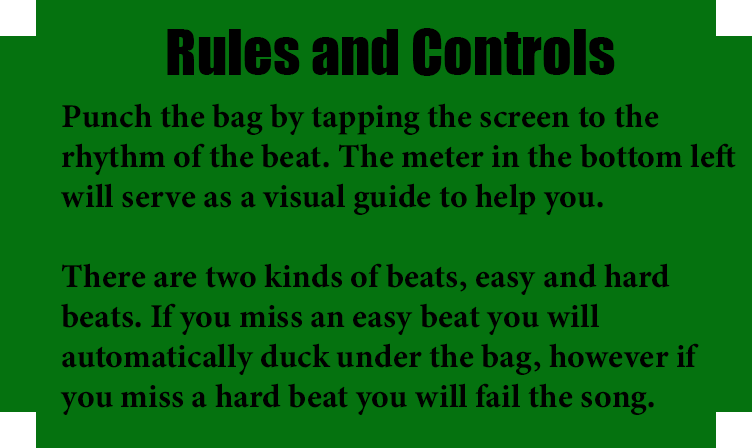 Rules and Controls
Punch the bag by tapping the screen to the
rhythm of the beat. The meter in the bottom left
will serve as a visual guide to help you.
There are two kinds of beats, easy and hard
beats. If you miss an easy beat you will
automatically duck under the bag, however if
you miss a hard beat you will fail the song.